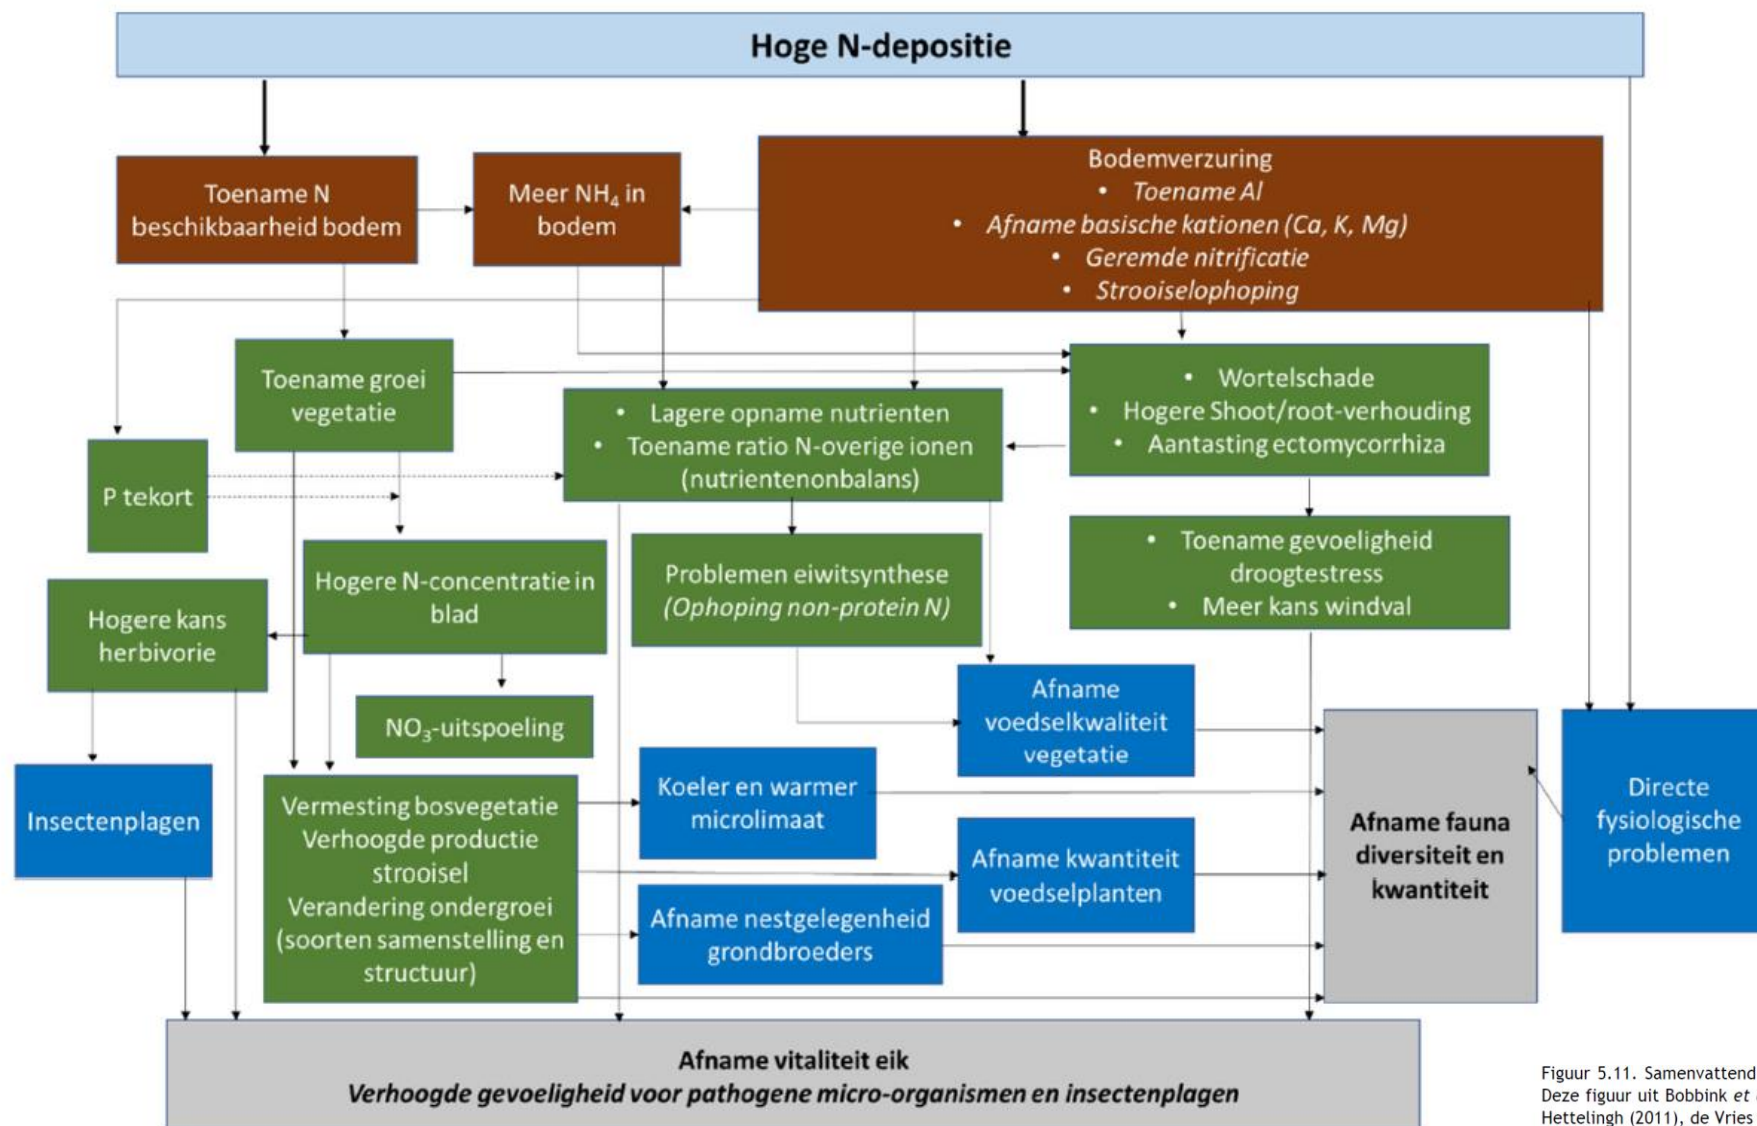 Hoge N-depositie
Toename N
beschikbaarheid bodem
Meer NH₄ in
bodem
Bodemverzuring
• Toename Al
• Afname basische kationen (Ca, K, Mg)
• Geremde nitrificatie
• Strooiselophoping
Toename groei
vegetatie
• Lagere opname nutrienten
• Toename ratio N-overige ionen
(nutrientenonbalans)
• Wortelschade
• Hogere Shoot/root-verhouding
• Aantasting ectomycorrhiza
P tekort
Hogere N-concentratie in
blad
Problemen eiwitsynthese
(Ophoping non-protein N)
• Toename gevoeligheid
droogtestress
• Meer kans windval
Hogere kans
herbivorie
NO₃-uitspoeling
Afname
voedselkwaliteit
vegetatie
Insectenplagen
Vermesting bosvegetatie
Verhoogde productie
strooisel
Verandering ondergroei
(soorten samenstelling en
structuur)
Koeler en warmer
microlimaat
Afname kwantiteit
voedselplanten
Afname nestgelegenheid
grondbroeders
Afname fauna
diversiteit en
kwantiteit
Directe
fysiologische
problemen
Afname vitaliteit eik
Verhoogde gevoeligheid voor pathogene micro-organismen en insectenplagen
Figuur 5.11. Samenvattend
Deze figuur uit Bobbink et
Hettelingh (2011), de Vries